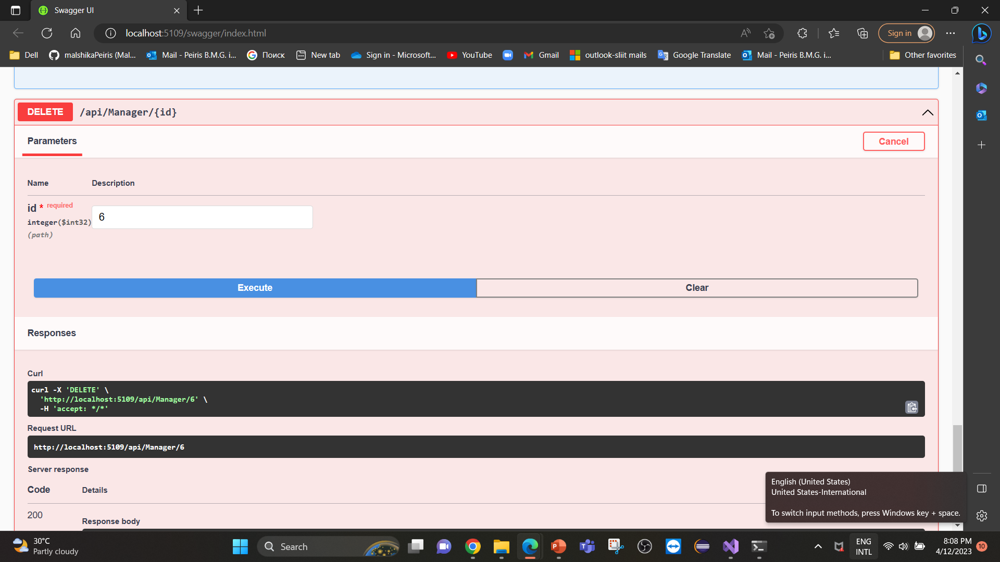 Swagger UI
localhost:5109/swagger/index.html
Sign in
Dell
malshikaPeiris (Mal...
Mail - Peiris B.M.G. i...
Поиск
New tab
Sign in - Microsoft...
YouTube
Gmail
outlook-sliit mails
Google Translate
Mail - Peiris B.M.G. i...
Other favorites
DELETE /api/Manager/{id}
Parameters
Cancel
Name Description
id * required
integer($int32)
(path)
6
Execute
Clear
Responses
Curl
curl -X 'DELETE' \
'http://localhost:5109/api/Manager/6' \
-H 'accept: */*'
Request URL
http://localhost:5109/api/Manager/6
Server response
Code Details
200
Response body
English (United States)
United States-International
To switch input methods, press Windows key + space.
30°C
Partly cloudy
Search
ENG
INTL
8:08 PM
4/12/2023
10